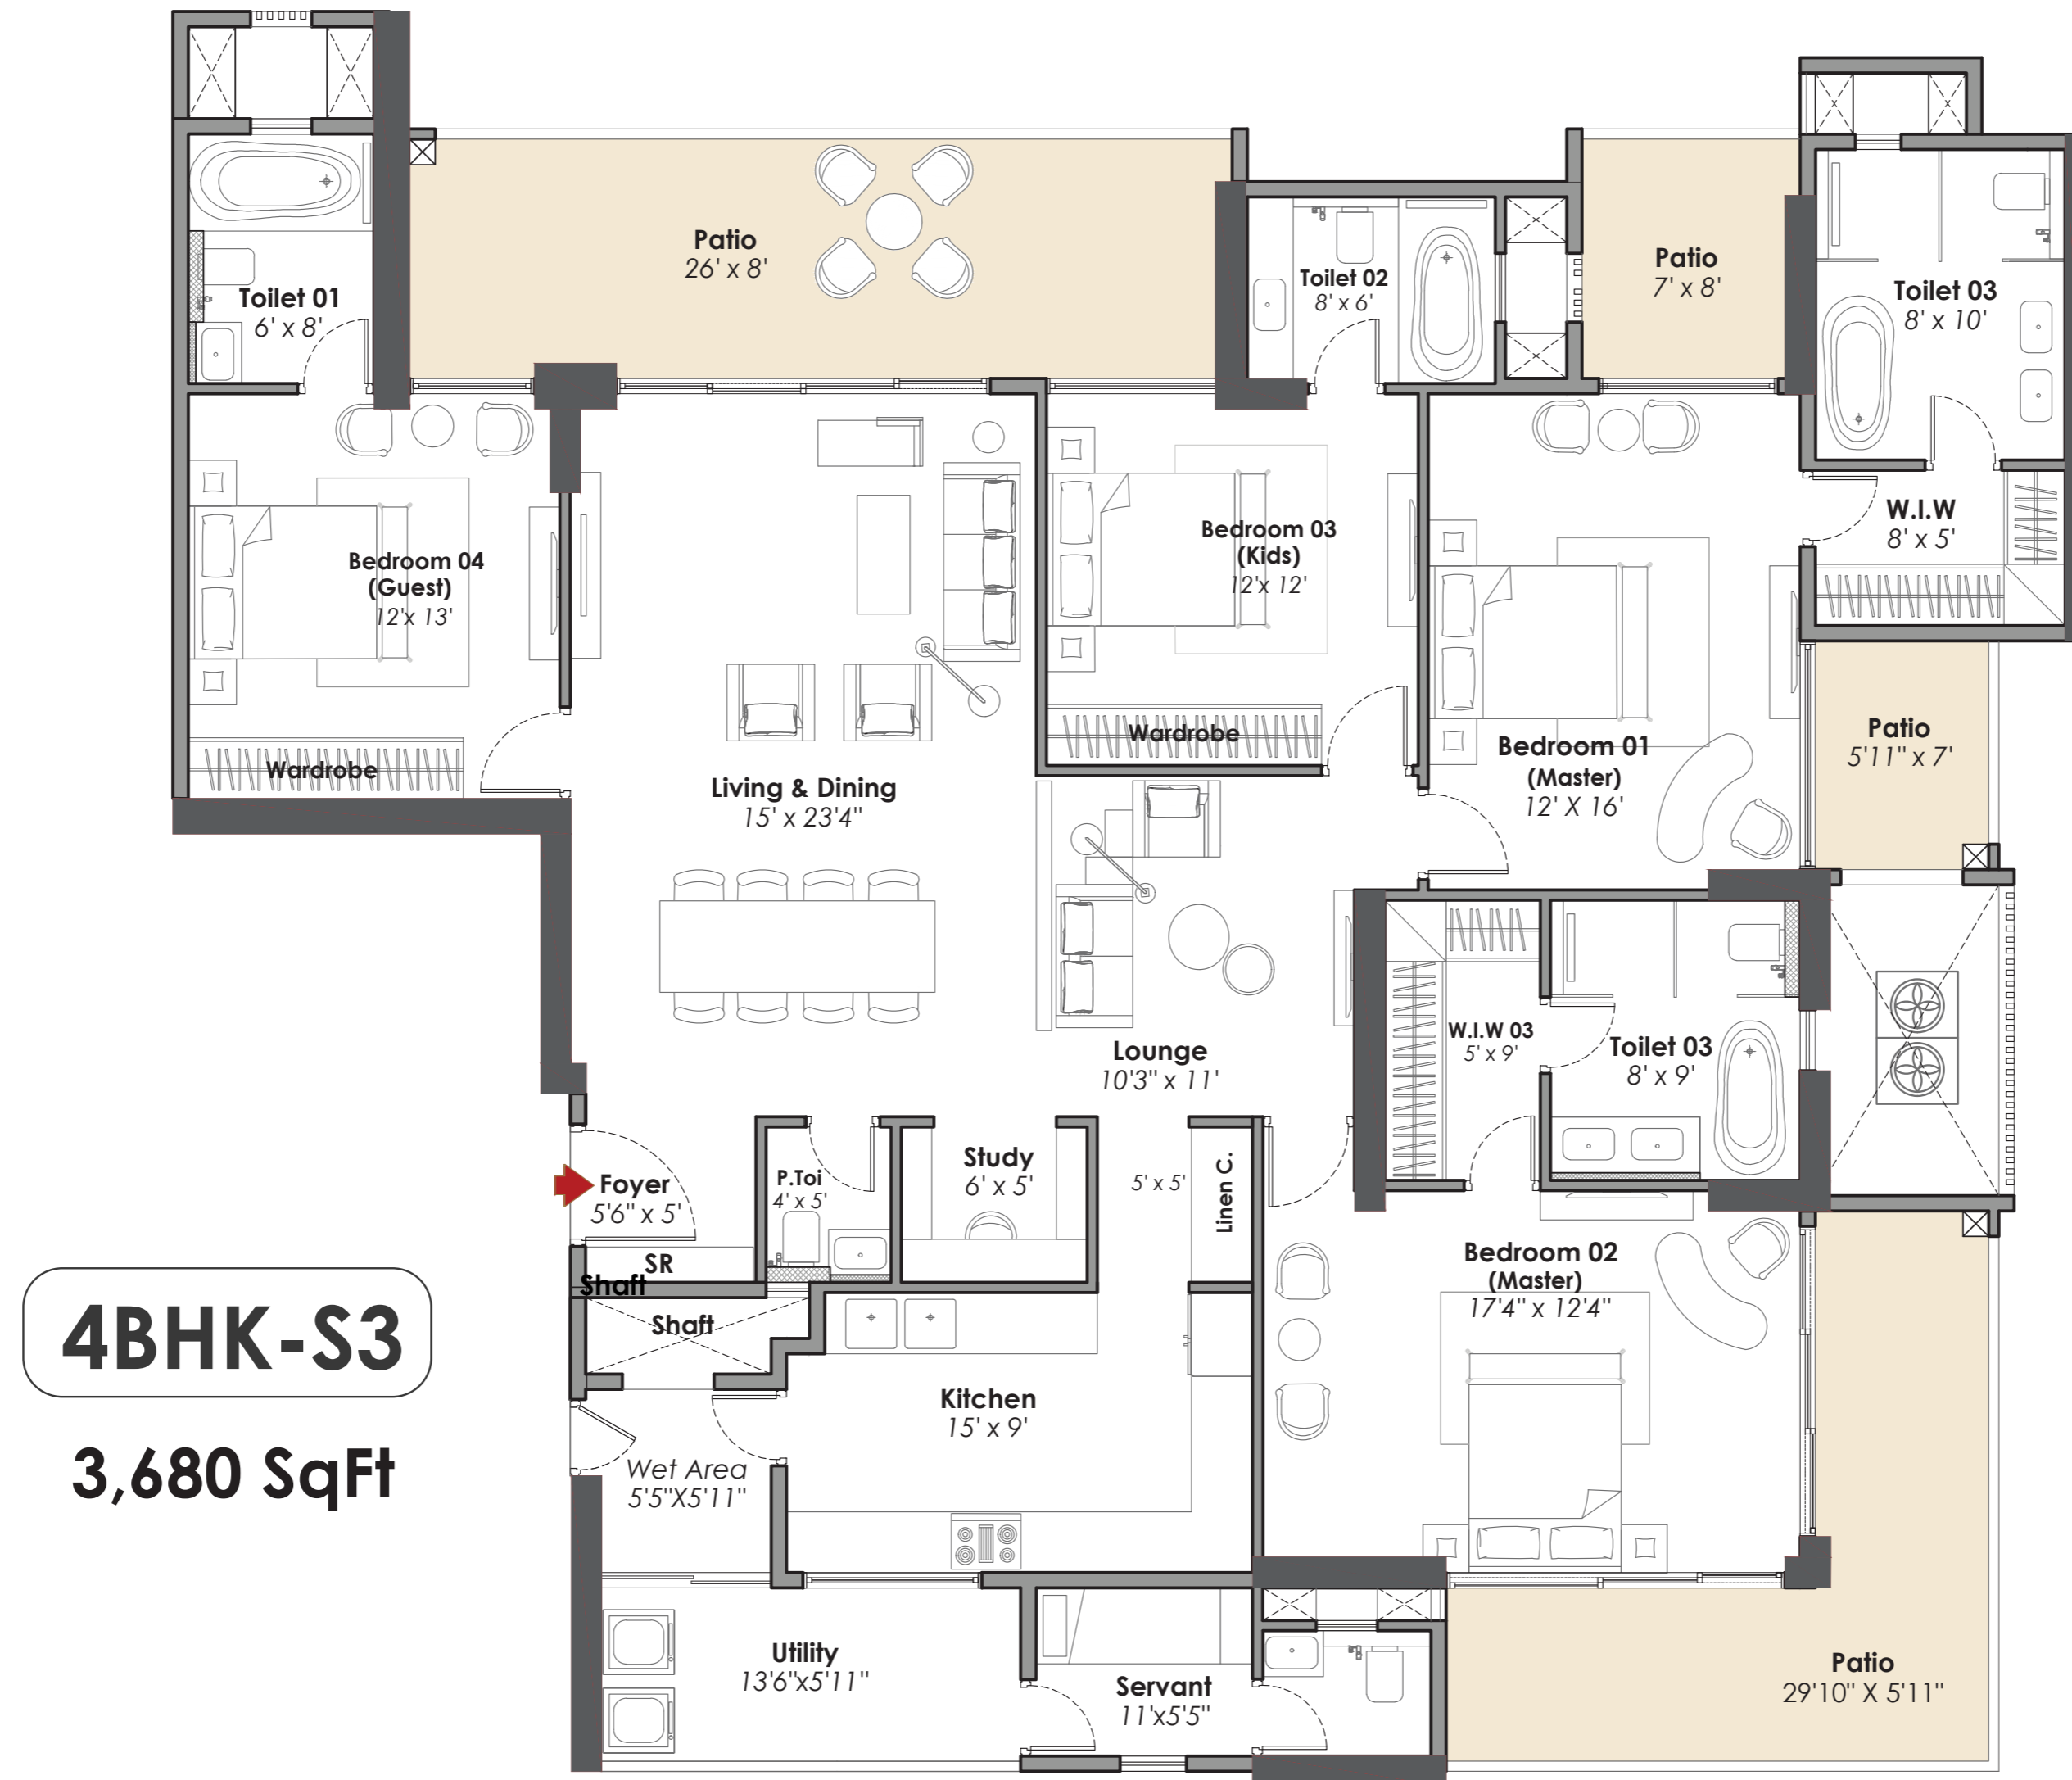 Patio
26' x 8'
Toilet 01
6' x 8'
Toilet 02
8' x 6'
Patio
7' x 8'
Toilet 03
8' x 10'
W.I.W
8' x 5'
Bedroom 04
(Guest)
12'x 13'
Wardrobe
Living & Dining
15' x 23'4"
Bedroom 03
(Kids)
12'x 12'
Wardrobe
Bedroom 01
(Master)
12' X 16'
Patio
5'11" x 7'
Lounge
10'3" x 11'
W.I.W 03
5' x 9'
Toilet 03
8' x 9'
Foyer
5'6" x 5'
SR
Shaft
Shaft
P.Toi
4' x 5'
Study
6' x 5'
5' x 5'
Linen C.
Bedroom 02
(Master)
17'4" x 12'4"
Kitchen
15' x 9'
Wet Area
5'5"X5'11"
4BHK-S3
3,680 SqFt
Utility
13'6"x5'11"
Servant
11'x5'5"
Patio
29'10" X 5'11"